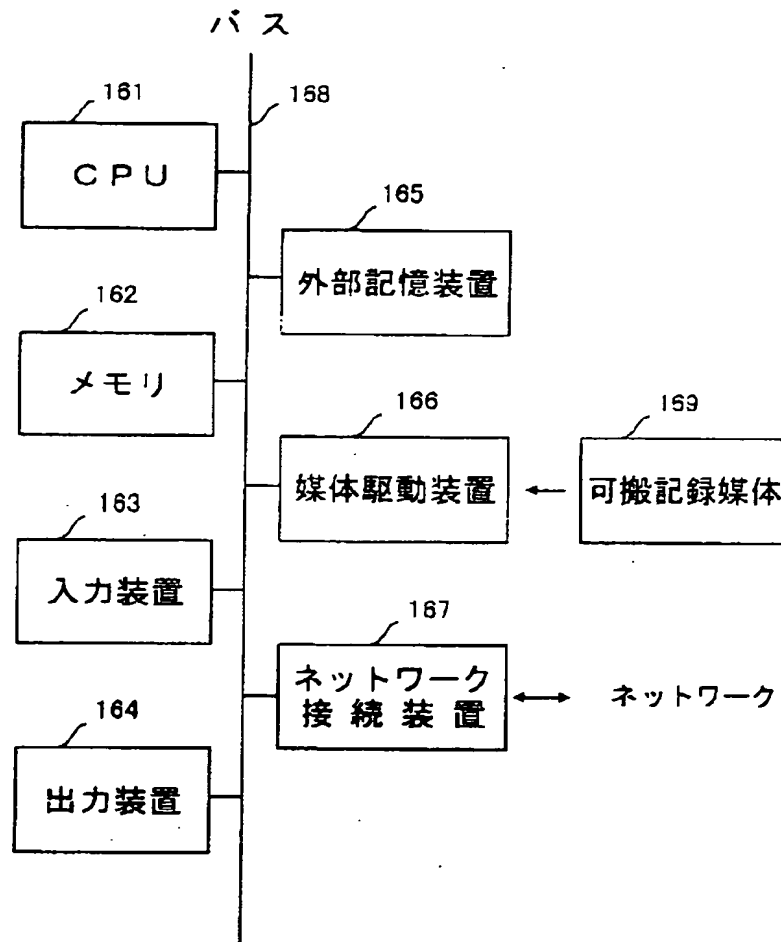 バス
168
161
CPU
165
外部記憶装置
162
メモリ
166
媒体駆動装置
169
可搬記録媒体
163
入力装置
167
ネットワーク
接続装置
ネットワーク
164
出力装置